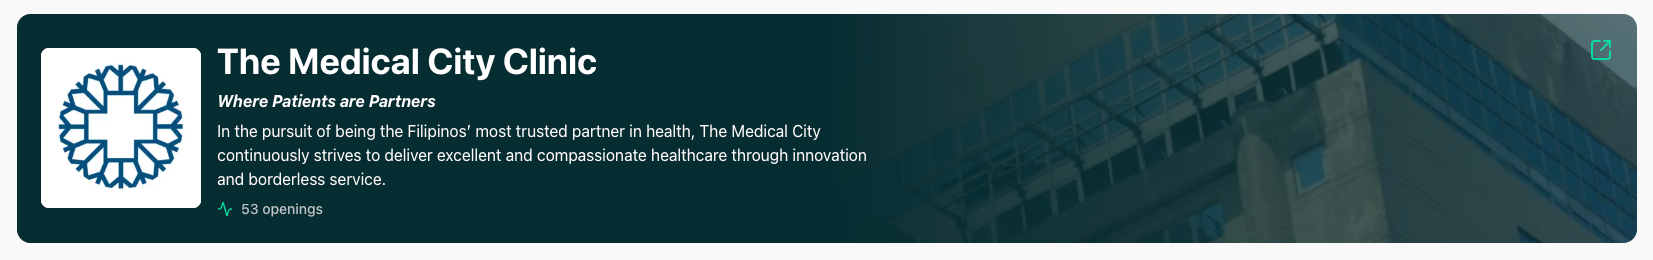 The Medical City Clinic
Where Patients are Partners
In the pursuit of being the Filipinos’ most trusted partner in health, The Medical City
continuously strives to deliver excellent and compassionate healthcare through innovation
and borderless service.
53 openings